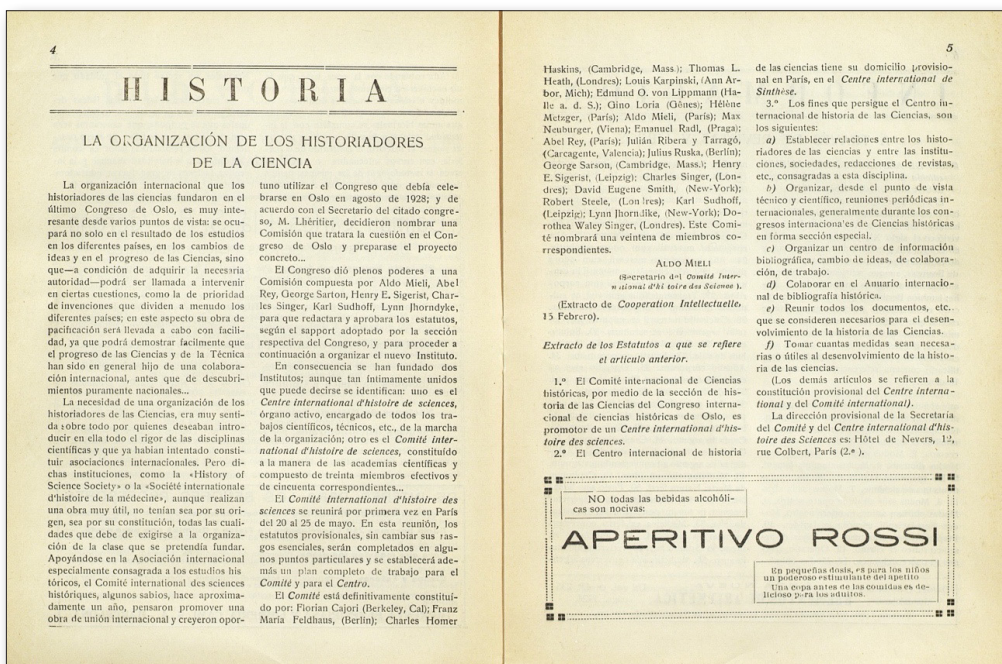 4
HISTORIA
LA ORGANIZACIÓN DE LOS HISTORIADORES
DE LA CIENCIA
La organización internacional que los
historiadores de las ciencias fundaron en el
último Congreso de Oslo, es muy inte-
resante desde varios puntos de vista: se ocu-
pará no solo en el resultado de los estudios
en los diferentes países, en los cambios de
ideas y en el progreso de las Ciencias, sino
que—a condición de adquirir la necesaria
autoridad—podrá ser llamada a intervenir
en ciertas cuestiones, como la de prioridad
de invenciones que dividen a menudo los
diferentes países; en este aspecto su obra de
pacificación será llevada a cabo con facili-
dad, ya que podrá demostrar facilmente que
el progreso de las Ciencias y de la Técnica
han sido en general hijo de una colabora-
ción internacional, antes que de descubri-
mientos puramente nacionales...
La necesidad de una organización de los
historiadores de las Ciencias, era muy senti-
da sobre todo por quienes deseaban intro-
ducir en ella todo el rigor de las disciplinas
científicas y que ya habían intentado consti-
tuir asociaciones internacionales. Pero di-
chas instituciones, como la «History of
Science Society» o la «Société internationale
d'histoire de la médecine», aunque realizan
una obra muy útil, no tenían sea por su ori-
gen, sea por su constitución, todas las cuali-
dades que debe de exigirse a la organiza-
ción de la clase que se pretendía fundar.
Apoyándose en la Asociación internacional
especialmente consagrada a los estudios his
tóricos, el Comité international des sciences
históriques, algunos sabios, hace aproxima-
damente un año, pensaron promover una
obra de unión internacional y creyeron opor-
tuno utilizar el Congreso que debía cele-
brarse en Oslo en agosto de 1928; y de
acuerdo con el Secretario del citado congre-
so, M. Lhéritier, decidieron nombrar una
Comisión que tratara la cuestión en el Con-
greso de Oslo y preparase el proyecto
concreto...
El Congreso dió plenos poderes a una
Comisión compuesta por Aldo Mieli, Abel
Rey, George Sarton, Henry E. Sigerist, Char-
les Singer, Karl Sudhoff, Lynn Jhorndyke,
para que redactara y aprobara los estatutos,
según el sapport adoptado por la sección
respectiva del Congreso, y para proceder a
continuación a organizar el nuevo Instituto.
En consecuencia se han fundado dos
Institutos; aunque tan íntimamente unidos
que puede decirse se identifican: uno es el
Centre international d'histoire de sciences,
órgano activo, encargado de todos los tra-
bajos científicos, técnicos, etc., de la marcha
de la organización; otro es el Comité inter-
national d'histoire de sciences, constituído
a la manera de las academias científicas y
compuesto de treinta miembros efectivos y
de cincuenta correspondientes...
El Comité international d'histoire des
sciences se reunirá por primera vez en París
del 20 al 25 de mayo. En esta reunión, los
estatutos provisionales, sin cambiar sus ras-
gos esenciales, serán completados en algu-
nos puntos particulares y se establecerá ade-
más un plan completo de trabajo para el
Comité y para el Centro.
El Comité está definitivamente constituí-
do por: Florian Cajori (Berkeley, Cal); Franz
María Feldhaus, (Berlín); Charles Homer
5
Haskins, (Cambridge, Mass.); Thomas L.
Heath, (Londres); Louis Karpinski, (Ann Ar-
bor, Mich); Edmund O. von Lippmann (Ha-
lle a. d. S.); Gino Loria (Gênes); Hélène
Metzger, (París); Aldo Mieli, (París); Max
Neuburger, (Viena); Emanuel Radl, (Praga);
Abel Rey, (París); Julián Ribera y Tarragó,
(Carcagente, Valencia); Julius Ruska, (Berlín);
George Sarson, (Cambridge, Mass.); Henry
E. Sigerist, (Leipzig); Charles Singer, (Lon-
dres); David Eugene Smith, (New-York);
Robert Steele, (Londres); Karl Sudhoff,
(Leipzig); Lynn Jhorndike, (New-York); Do-
rothea Waley Singer, (Londres). Este Comi-
té nombrará una veintena de miembros co-
rrespondientes.
ALDO MIELI
(Secretario del Comité Inter-
national d'histoire des Science).
(Extracto de Cooperation Intellectuelle,
15 Febrero).
Extracto de los Estatutos a que se refiere
el artículo anterior.
1.º El Comité internacional de Ciencias
históricas, por medio de la sección de his-
toria de las Ciencias del Congreso interna-
cional de ciencias históricas de Oslo, es
promotor de un Centre international d'his-
toire des sciences.
2.º El Centro internacional de historia
de las ciencias tiene su domicilio provisio-
nal en París, en el Centre international de
Sinthèse.
3.º Los fines que persigue el Centro in-
ternacional de historia de las Ciencias, son
los siguientes:
a) Establecer relaciones entre los histo-
riadores de las ciencias y entre las institu-
ciones, sociedades, redacciones de revistas,
etc., consagradas a esta disciplina.
b) Organizar, desde el punto de vista
técnico y científico, reuniones periódicas in-
ternacionales, generalmente durante los con-
gresos internacionales de Ciencias históricas
en forma sección especial.
c) Organizar un centro de información
bibliográfica, cambio de ideas, de colabora-
ción, de trabajo.
d) Colaborar en el Anuario internacio-
nal de bibliografía histórica.
e) Reunir todos los documentos, etc..
que se consideren necesarios para el desen-
volvimiento de la historia de las Ciencias.
f) Tomar cuantas medidas sean necesa-
rias o útiles al desenvolvimiento de la histo-
ria de las ciencias.
(Los demás artículos se refieren a la
constitución provisional del Centre interna-
tional y del Comité international).
La dirección provisional de la Secretaría
del Comité y del Centre international d'his-
toire des Sciences es: Hôtel de Nevers, 12,
rue Colbert, Paris (2.e).
NO todas las bebidas alcohóli-
cas son nocivas:
APERITIVO ROSSI
En pequeñas dosis, es para los niños
un poderoso estimulante del apetito
Una copa antes de las comidas es de-
licioso para los adultos.